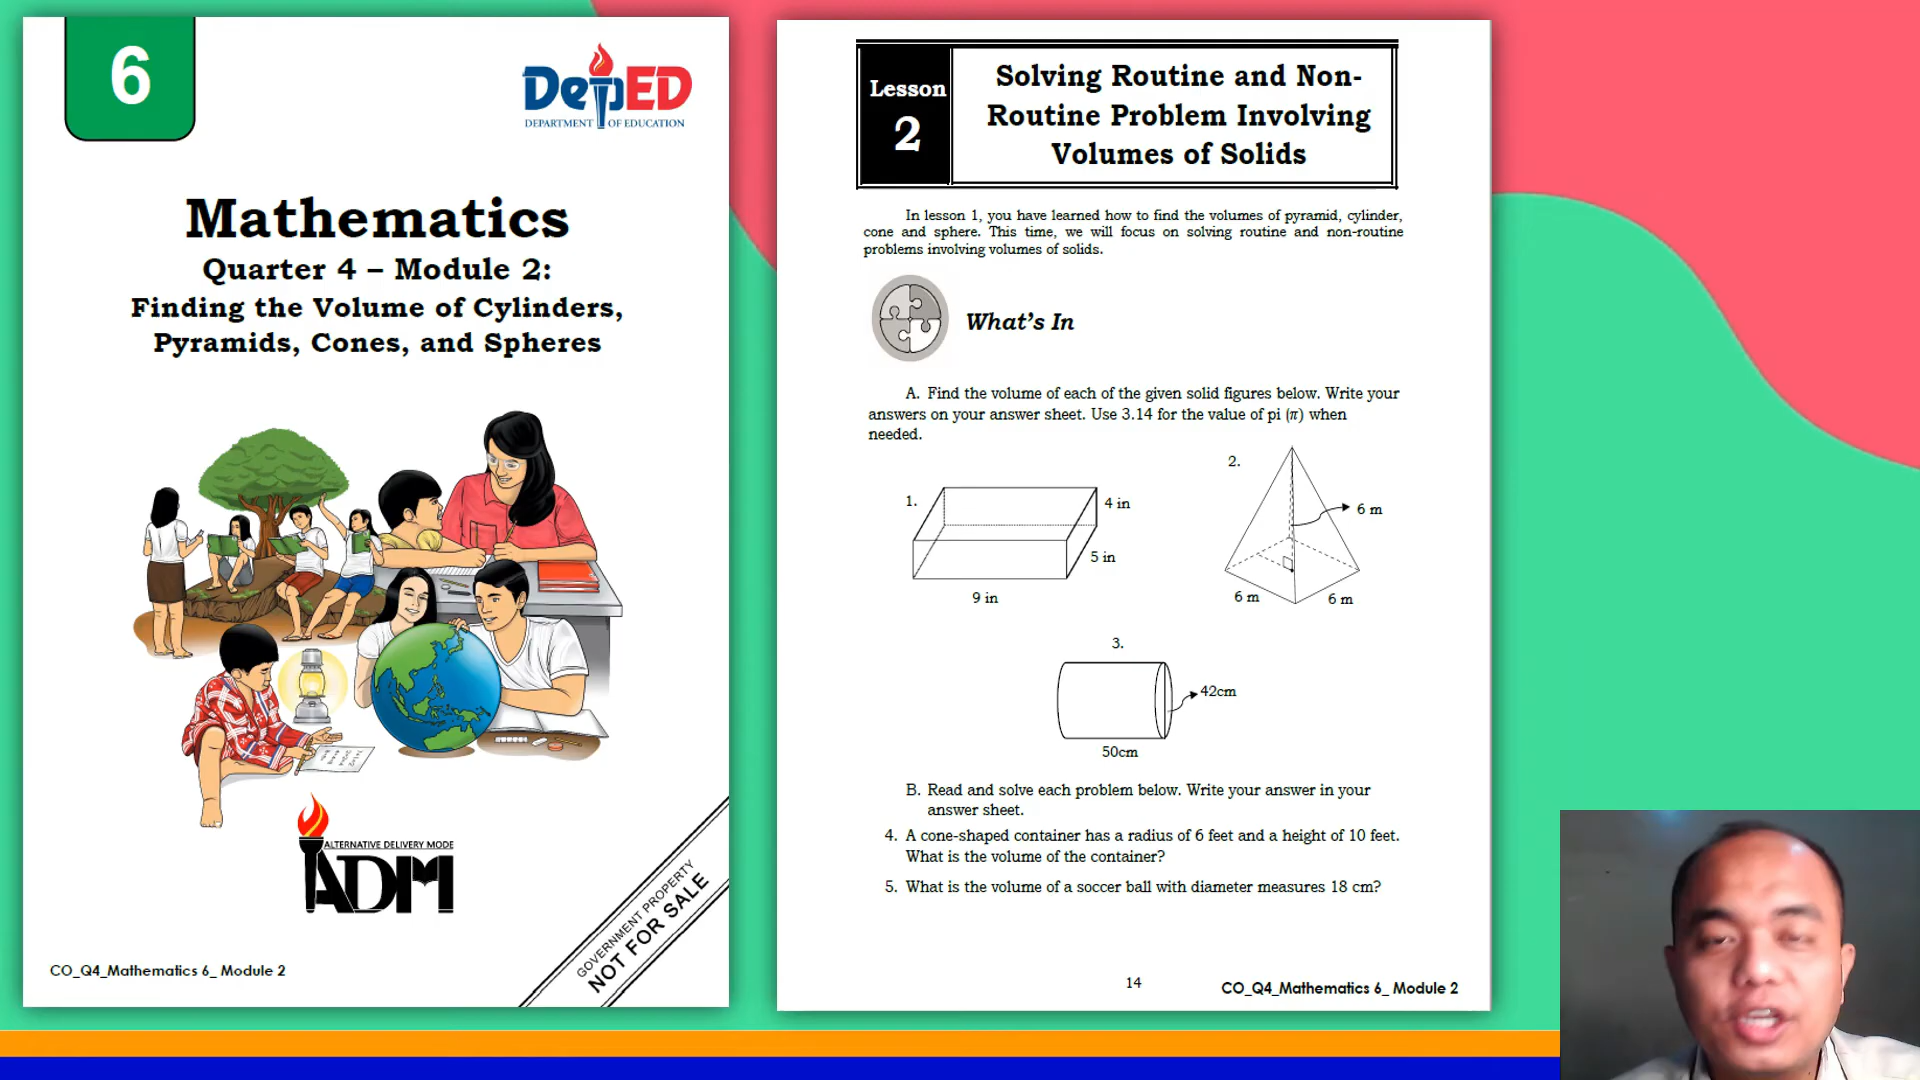 6
DepED
DEPARTMENT OF EDUCATION
Mathematics
Quarter 4 – Module 2:
Finding the Volume of Cylinders,
Pyramids, Cones, and Spheres
ALTERNATIVE DELIVERY MODE
ADM
GOVERNMENT PROPERTY
NOT FOR SALE
CO_Q4_Mathematics 6_ Module 2
Lesson
2
Solving Routine and Non-
Routine Problem Involving
Volumes of Solids
In lesson 1, you have learned how to find the volumes of pyramid, cylinder,
cone and sphere. This time, we will focus on solving routine and non-routine
problems involving volumes of solids.
What's In
A. Find the volume of each of the given solid figures below. Write your
answers on your answer sheet. Use 3.14 for the value of pi (π) when
needed.
1.
4 in
5 in
9 in
2.
6 m
6 m
6 m
3.
42cm
50cm
B. Read and solve each problem below. Write your answer in your
answer sheet.
4. A cone-shaped container has a radius of 6 feet and a height of 10 feet.
What is the volume of the container?
5. What is the volume of a soccer ball with diameter measures 18 cm?
14
CO_Q4_Mathematics 6_ Module 2